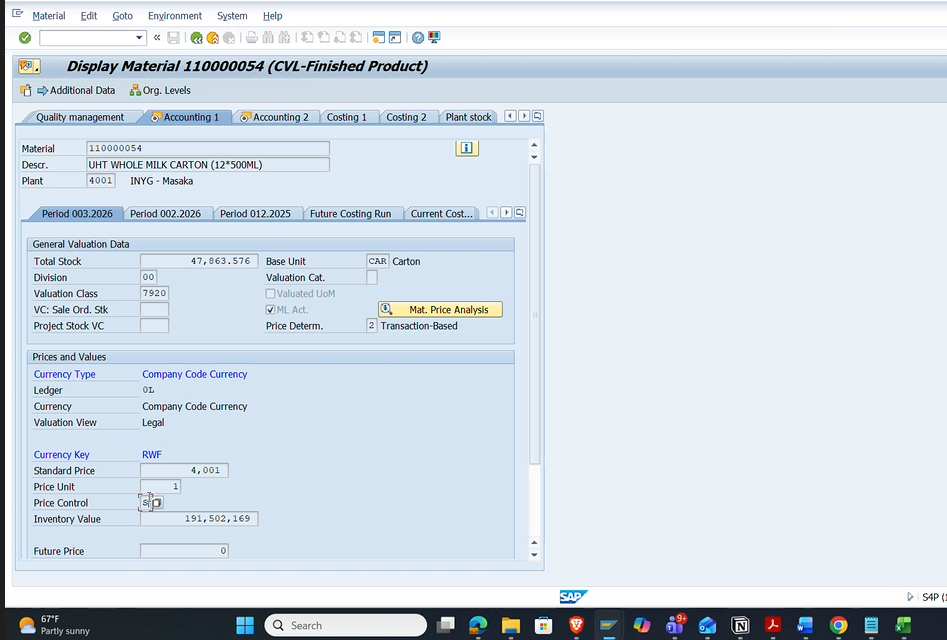 Material Edit Goto Environment System Help
Display Material 110000054 (CVL-Finished Product)
Additional Data Org. Levels
Quality management Accounting 1 Accounting 2 Costing 1 Costing 2 Plant stock
Material 110000054
Descr. UHT WHOLE MILK CARTON (12*500ML)
Plant 4001 INYG - Masaka
Period 003.2026 Period 002.2026 Period 012.2025 Future Costing Run Current Cost...
General Valuation Data
Total Stock 47,863.576 Base Unit CAR Carton
Division 00 Valuation Cat.
Valuation Class 7920 Valuated UoM
VC: Sale Ord. Stk ML Act. Mat. Price Analysis
Project Stock VC Price Determ. 2 Transaction-Based
Prices and Values
Currency Type Company Code Currency
Ledger 0L
Currency Company Code Currency
Valuation View Legal
Currency Key RWF
Standard Price 4,001
Price Unit 1
Price Control S
Inventory Value 191,502,169
Future Price 0
SAP S4P (1
67°F
Partly sunny
Search
9+